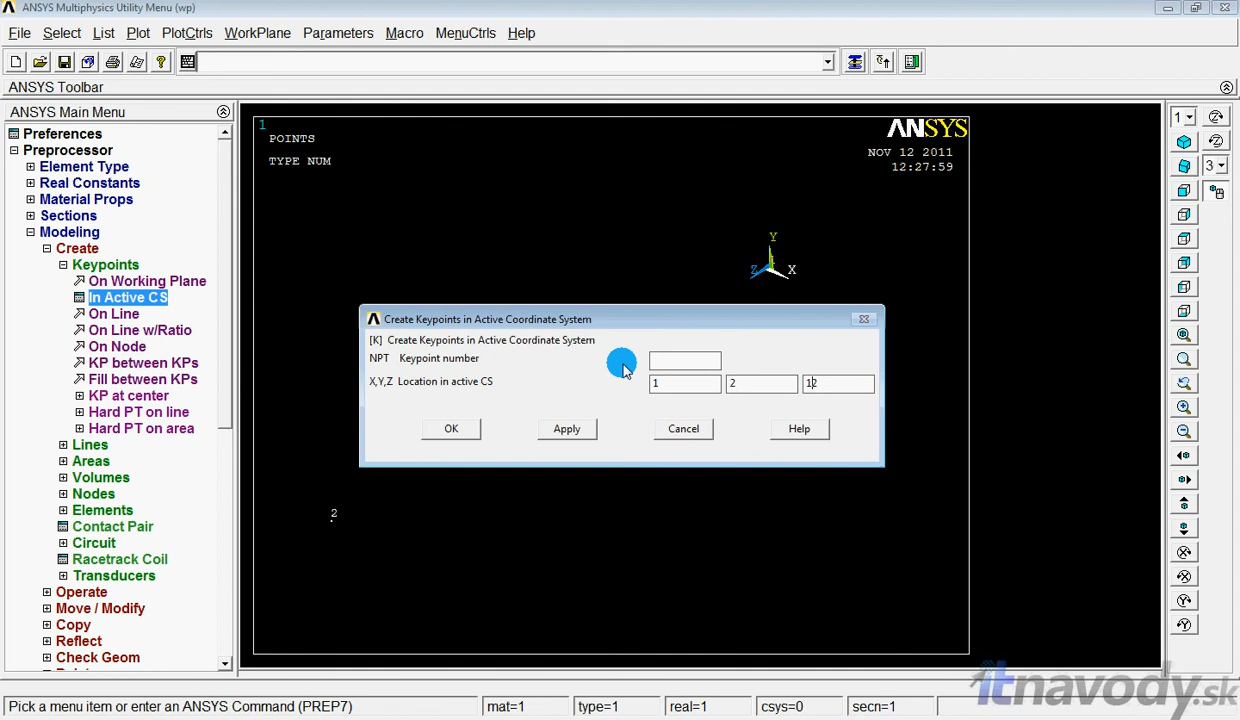 ANSYS Multiphysics Utility Menu (wp)
File Select List Plot PlotCtrls WorkPlane Parameters Macro MenuCtrls Help
ANSYS Toolbar
ANSYS Main Menu
Preferences
Preprocessor
Element Type
Real Constants
Material Props
Sections
Modeling
Create
Keypoints
On Working Plane
In Active CS
On Line
On Line w/Ratio
On Node
KP between KPs
Fill between KPs
KP at center
Hard PT on line
Hard PT on area
Lines
Areas
Volumes
Nodes
Elements
Contact Pair
Circuit
Racetrack Coil
Transducers
Operate
Move / Modify
Copy
Reflect
Check Geom
1
POINTS
TYPE NUM
ANSYS
NOV 12 2011
12:27:59
Y
Z X
Create Keypoints in Active Coordinate System
[K] Create Keypoints in Active Coordinate System
NPT Keypoint number
X,Y,Z Location in active CS 1 2 12
OK Apply Cancel Help
2
1
3
Pick a menu item or enter an ANSYS Command (PREP7) mat=1 type=1 real=1 csys=0 secn=1
itnavody.sk